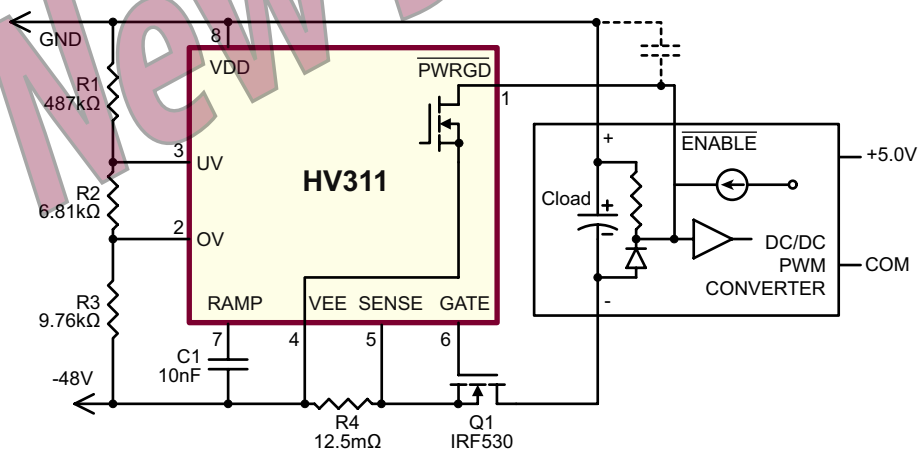 New
GND
8
VDD
PWRGD
1
R1
487kΩ
3
UV
HV311
ENABLE
+5.0V
R2
6.81kΩ
2
OV
+
Cload
+
–
DC/DC
PWM
CONVERTER
COM
R3
9.76kΩ
RAMP
VEE
SENSE
GATE
-
7
4
5
6
C1
10nF
-48V
R4
12.5mΩ
Q1
IRF530